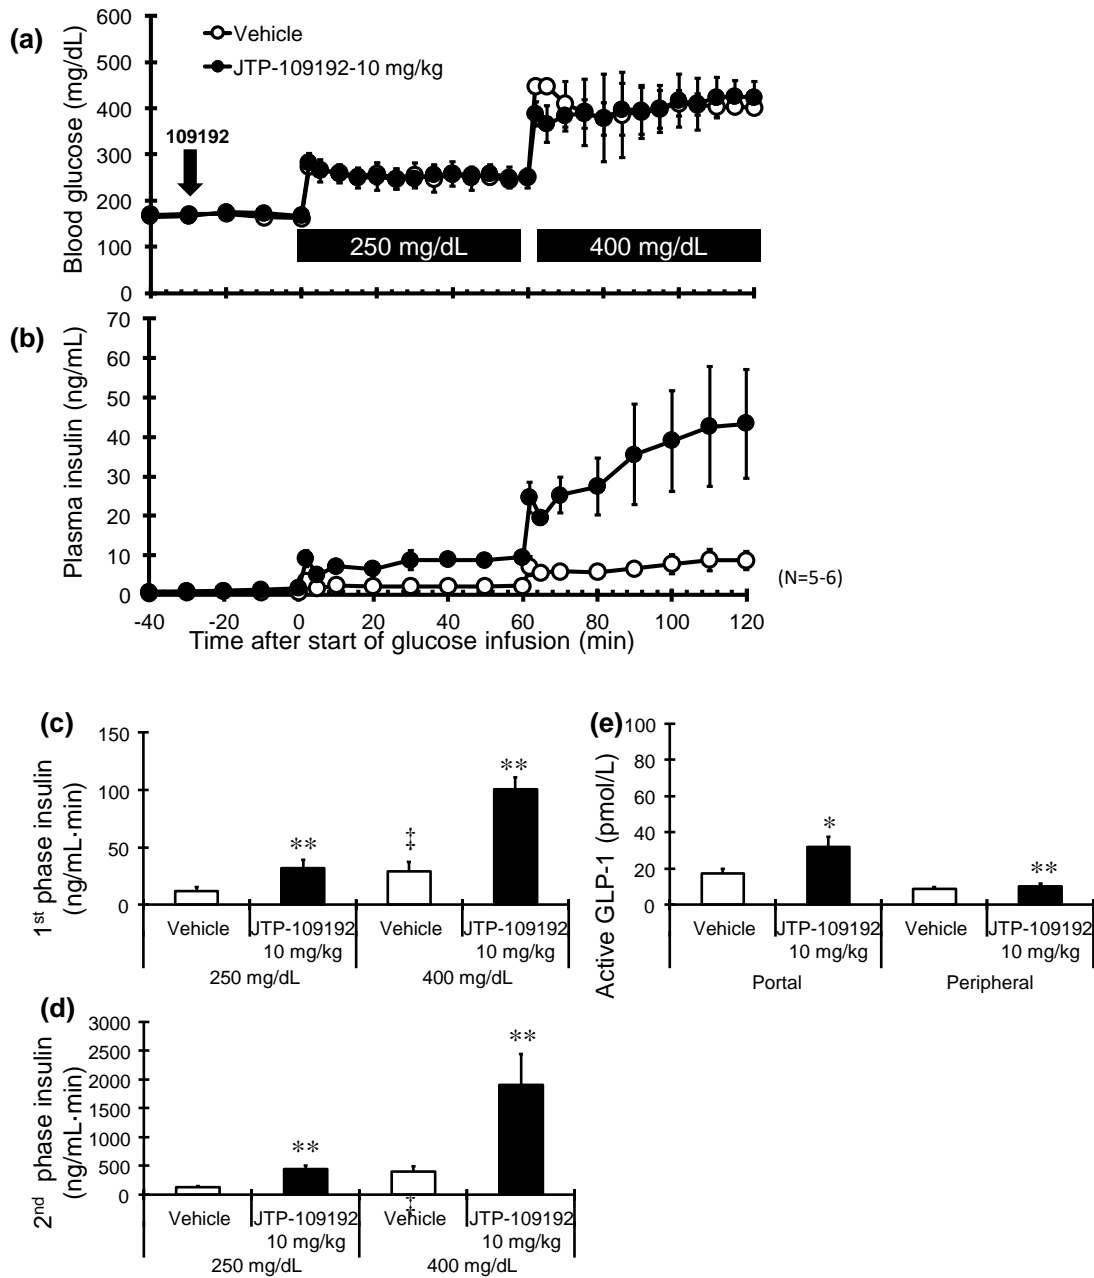 (a)
Blood glucose (mg/dL)
600
500
400
300
200
100
0
Vehicle
JTP-109192-10 mg/kg
109192
250 mg/dL
400 mg/dL
(b)
Plasma insulin (ng/mL)
70
60
50
40
30
20
10
0
-40
-20
0
20
40
60
80
100
120
Time after start of glucose infusion (min)
(N=5-6)
(c)
1st phase insulin
(ng/mL·min)
150
100
50
0
**
‡
**
Vehicle
JTP-109192
10 mg/kg
Vehicle
JTP-109192
10 mg/kg
250 mg/dL
400 mg/dL
(e)
Active GLP-1 (pmol/L)
100
80
60
40
20
0
*
**
Vehicle
JTP-109192
10 mg/kg
Vehicle
JTP-109192
10 mg/kg
Portal
Peripheral
(d)
2nd phase insulin
(ng/mL·min)
3000
2500
2000
1500
1000
500
0
**
‡
**
Vehicle
JTP-109192
10 mg/kg
Vehicle
JTP-109192
10 mg/kg
250 mg/dL
400 mg/dL